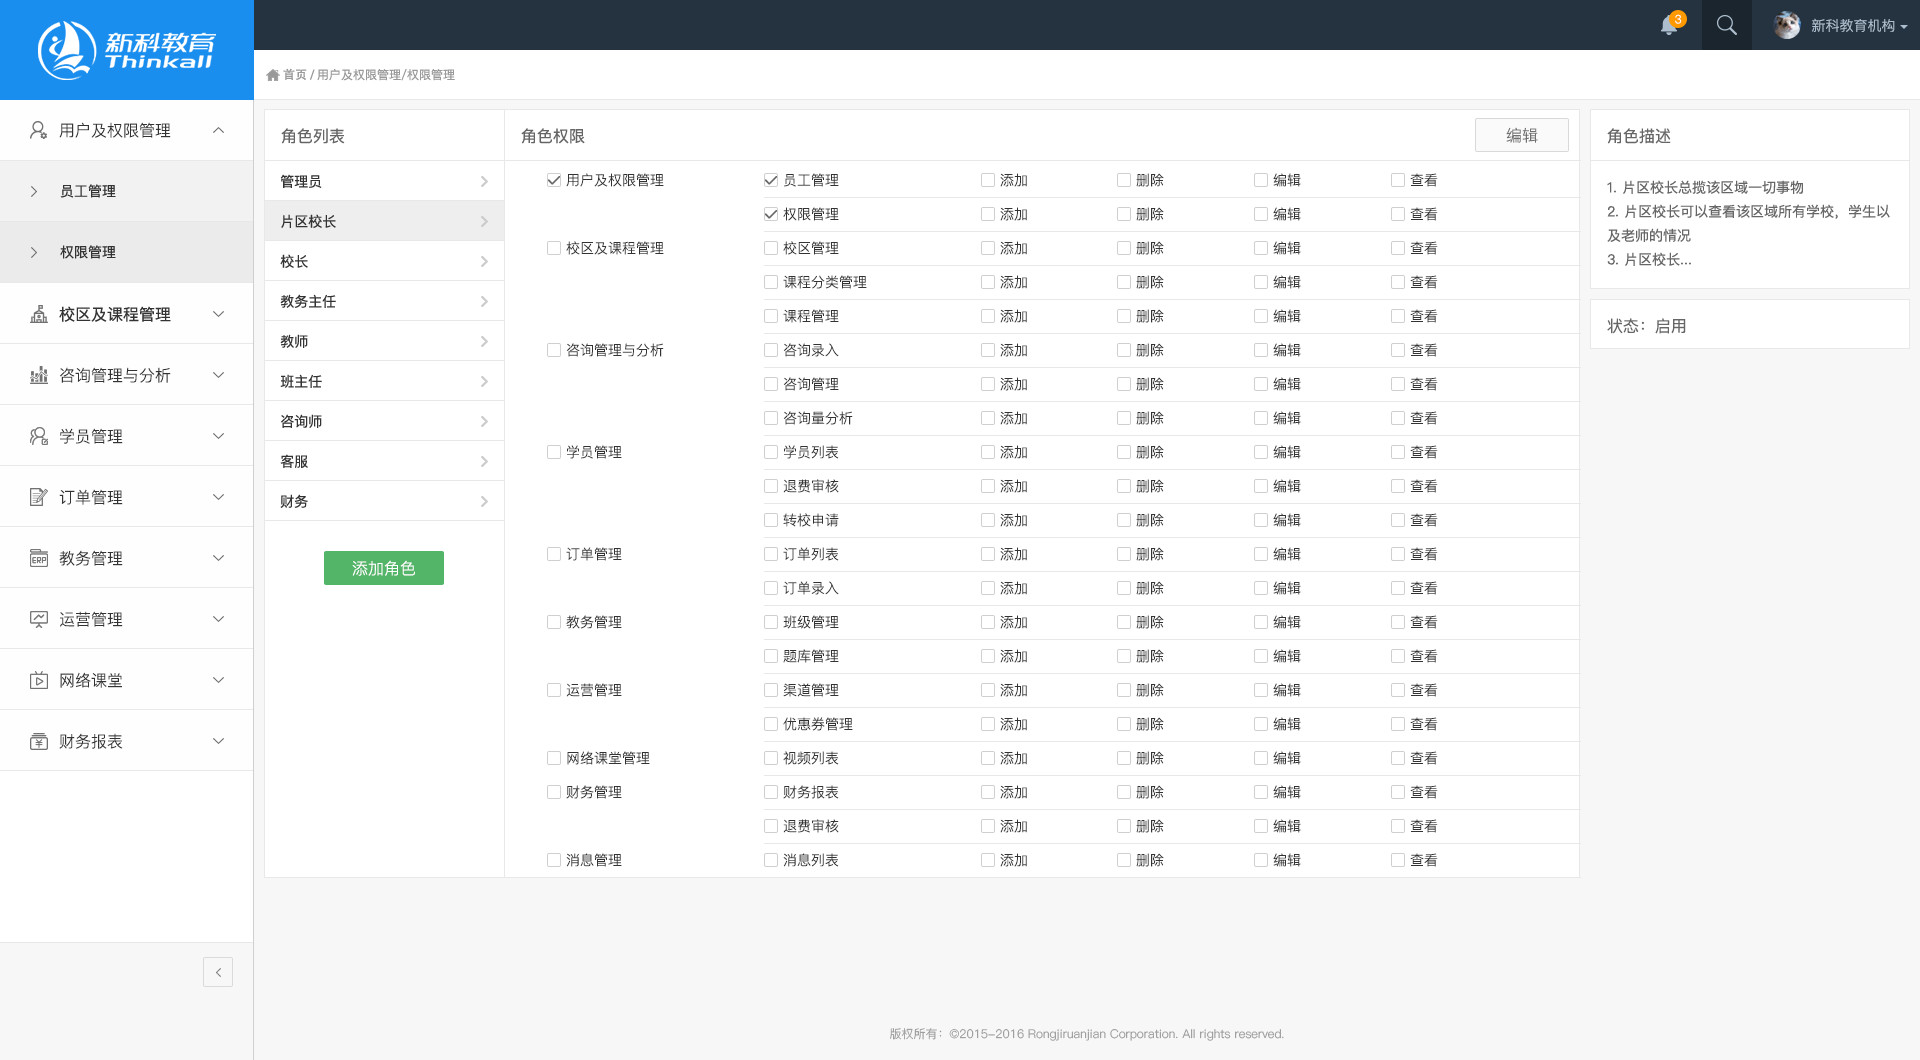 新科教育
Thinkall
3
新科教育机构
首页 / 用户及权限管理/权限管理
用户及权限管理
员工管理
权限管理
校区及课程管理
咨询管理与分析
学员管理
订单管理
教务管理
运营管理
网络课堂
财务报表
角色列表
管理员
片区校长
校长
教务主任
教师
班主任
咨询师
客服
财务
添加角色
角色权限 编辑
用户及权限管理 员工管理 添加 删除 编辑 查看
权限管理 添加 删除 编辑 查看
校区及课程管理 校区管理 添加 删除 编辑 查看
课程分类管理 添加 删除 编辑 查看
课程管理 添加 删除 编辑 查看
咨询管理与分析 咨询录入 添加 删除 编辑 查看
咨询管理 添加 删除 编辑 查看
咨询量分析 添加 删除 编辑 查看
学员管理 学员列表 添加 删除 编辑 查看
退费审核 添加 删除 编辑 查看
转校申请 添加 删除 编辑 查看
订单管理 订单列表 添加 删除 编辑 查看
订单录入 添加 删除 编辑 查看
教务管理 班级管理 添加 删除 编辑 查看
题库管理 添加 删除 编辑 查看
运营管理 渠道管理 添加 删除 编辑 查看
优惠券管理 添加 删除 编辑 查看
网络课堂管理 视频列表 添加 删除 编辑 查看
财务管理 财务报表 添加 删除 编辑 查看
退费审核 添加 删除 编辑 查看
消息管理 消息列表 添加 删除 编辑 查看
角色描述
1. 片区校长总揽该区域一切事物
2. 片区校长可以查看该区域所有学校，学生以
及老师的情况
3. 片区校长...
状态：启用
版权所有：©2015-2016 Rongjiruanjian Corporation. All rights reserved.